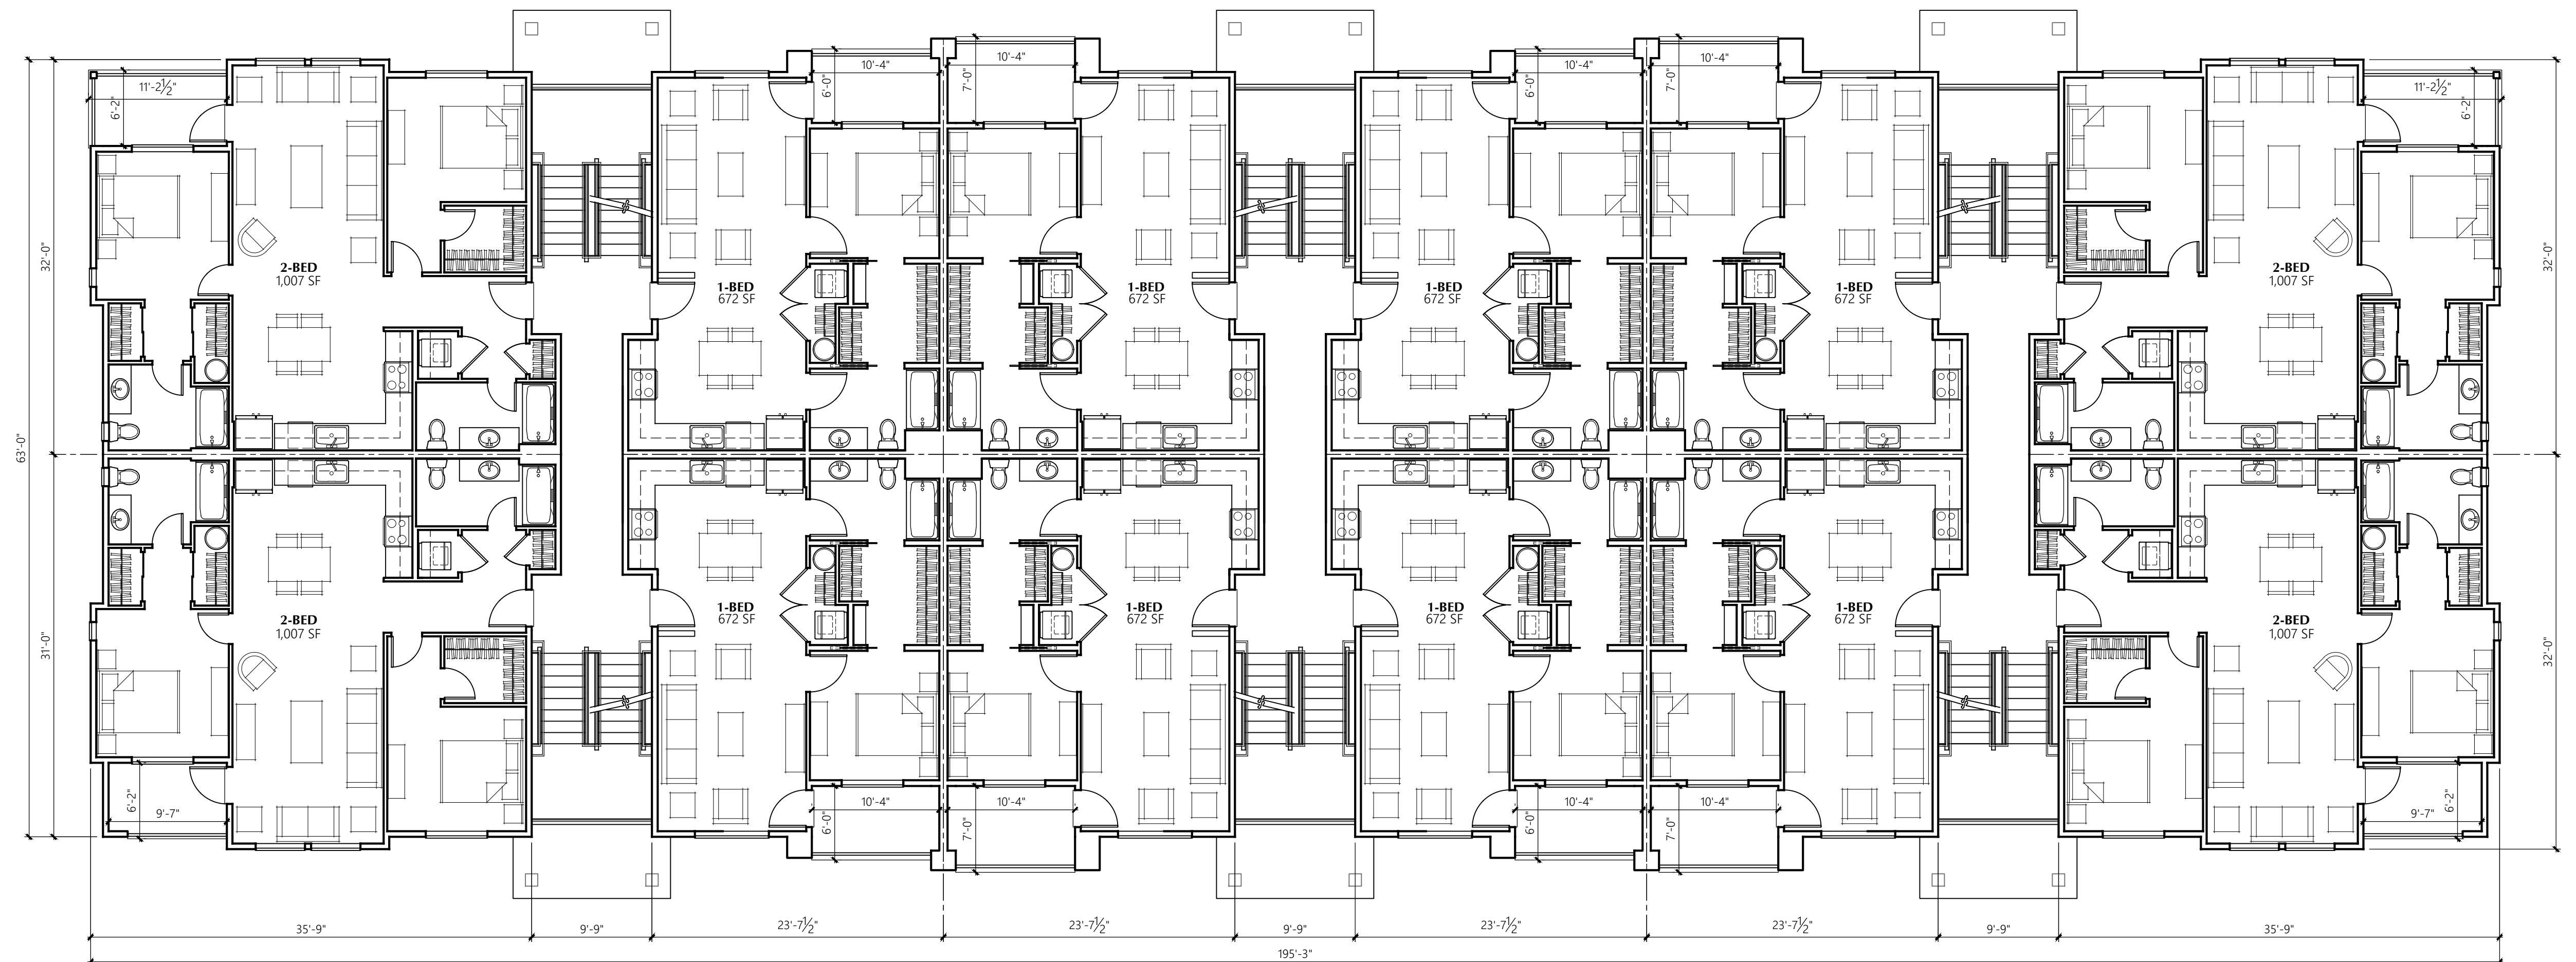 10'-4"
10'-4"
10'-4"
10'-4"
11'-2½"
6'-2"
6'-0"
7'-0"
6'-0"
7'-0"
11'-2½"
6'-2"
32'-0"
32'-0"
2-BED
1,007 SF
1-BED
672 SF
1-BED
672 SF
1-BED
672 SF
1-BED
672 SF
2-BED
1,007 SF
63'-0"
31'-0"
32'-0"
2-BED
1,007 SF
1-BED
672 SF
1-BED
672 SF
1-BED
672 SF
1-BED
672 SF
2-BED
1,007 SF
6'-2"
9'-7"
10'-4"
10'-4"
10'-4"
10'-4"
6'-0"
7'-0"
6'-0"
7'-0"
9'-7"
6'-2"
35'-9"
9'-9"
23'-7½"
23'-7½"
9'-9"
23'-7½"
23'-7½"
9'-9"
35'-9"
195'-3"